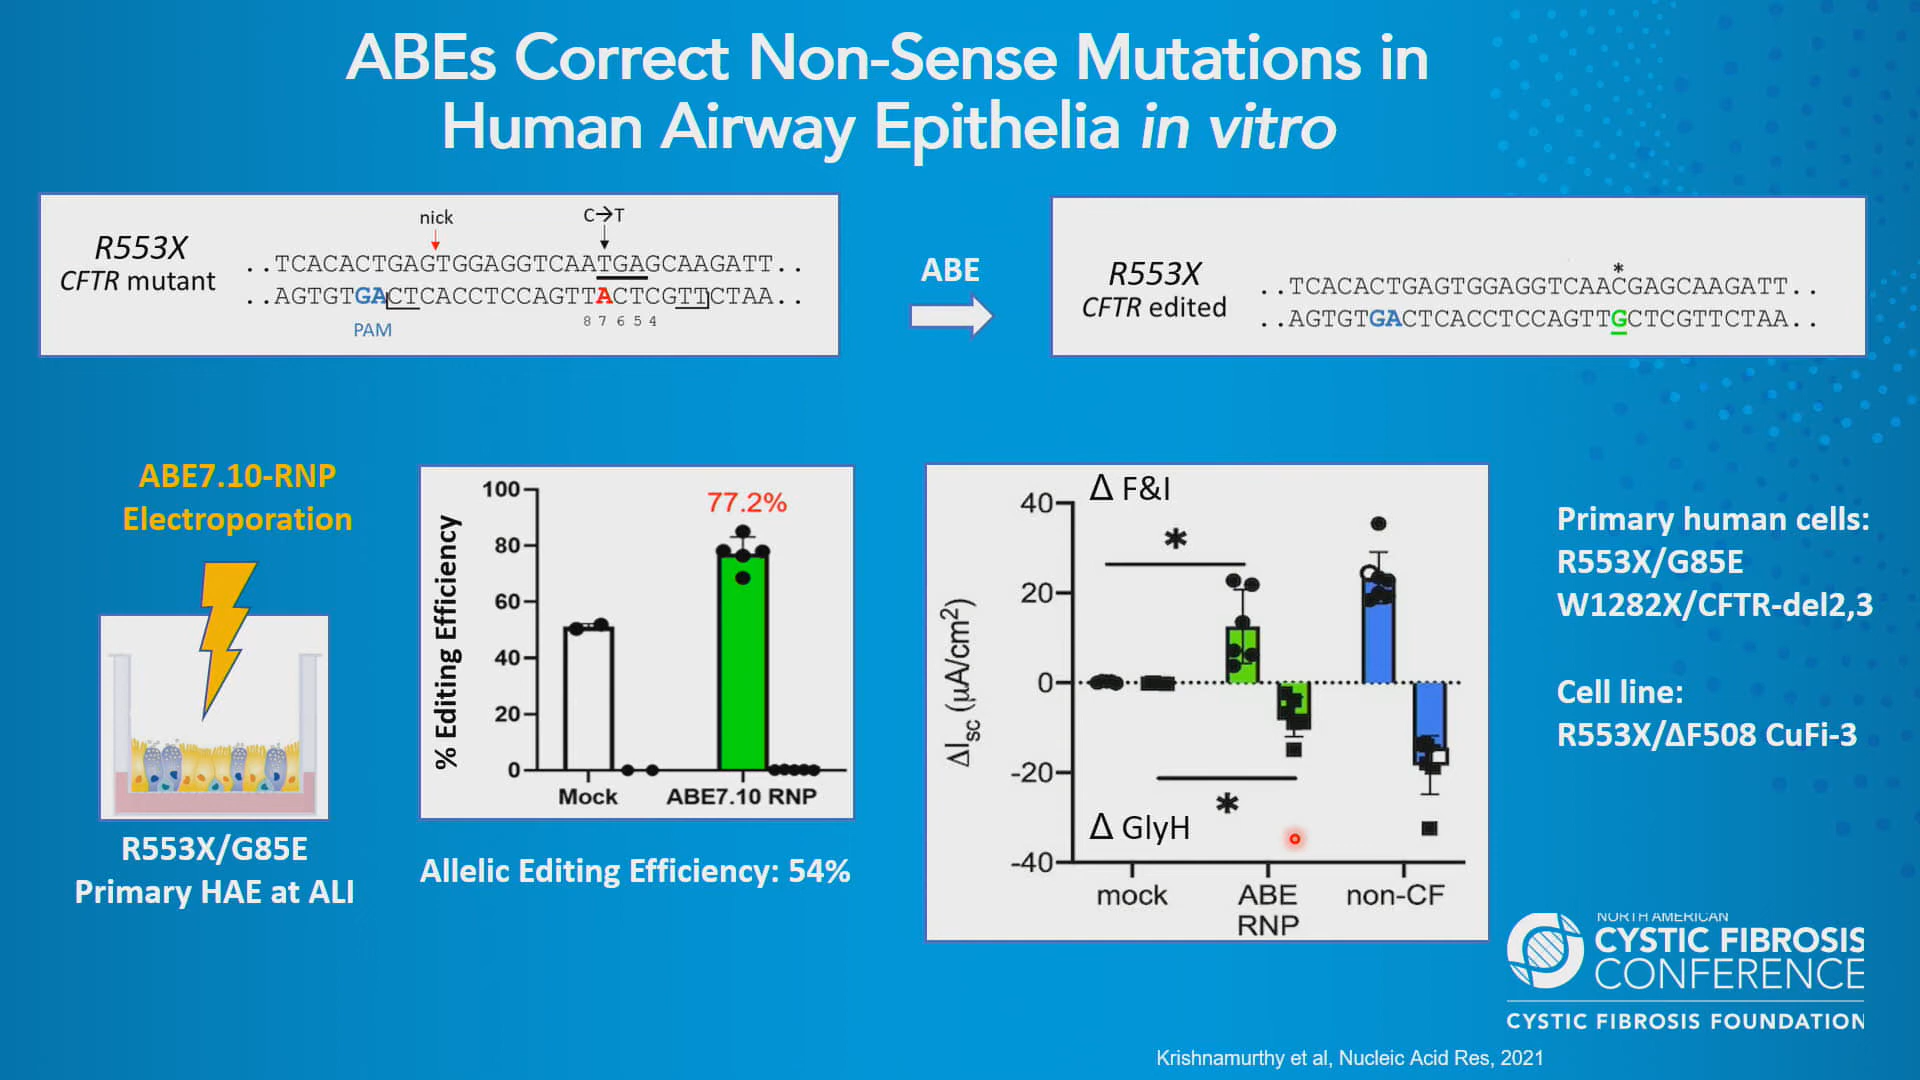 ABEs Correct Non-Sense Mutations in
Human Airway Epithelia in vitro
R553X
CFTR mutant
nick
C→T
..TCACACTGAGTGGAGGTCAATGAGCAAGATT..
..AGTGTGACTCACCTCCAGTTACTCGTTCTAA..
PAM
8 7 6 5 4
ABE
R553X
CFTR edited
*
..TCACACTGAGTGGAGGTCAACGAGCAAGATT..
..AGTGTGACTCACCTCCAGTTGCTCGTTCTAA..
ABE7.10-RNP
Electroporation
R553X/G85E
Primary HAE at ALI
% Editing Efficiency
100
80
60
40
20
0
77.2%
Mock
ABE7.10 RNP
Allelic Editing Efficiency: 54%
Δ F&I
ΔIsc (µA/cm2)
40
20
0
-20
-40
*
*
Δ GlyH
mock
ABE
RNP
non-CF
Primary human cells:
R553X/G85E
W1282X/CFTR-del2,3
Cell line:
R553X/ΔF508 CuFi-3
NORTH AMERICAN
CYSTIC FIBROSIS
CONFERENCE
CYSTIC FIBROSIS FOUNDATION
Krishnamurthy et al, Nucleic Acid Res, 2021